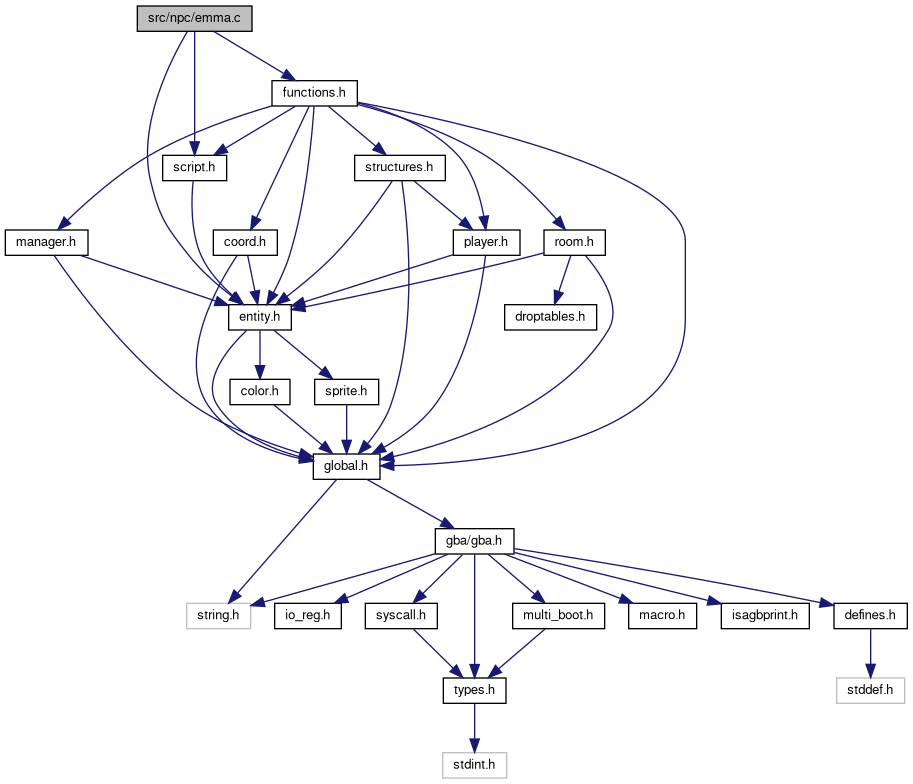 src/npc/emma.c
functions.h
script.h
structures.h
manager.h
coord.h
player.h
room.h
entity.h
droptables.h
color.h
sprite.h
global.h
gba/gba.h
string.h
io_reg.h
syscall.h
multi_boot.h
macro.h
isagbprint.h
defines.h
types.h
stddef.h
stdint.h